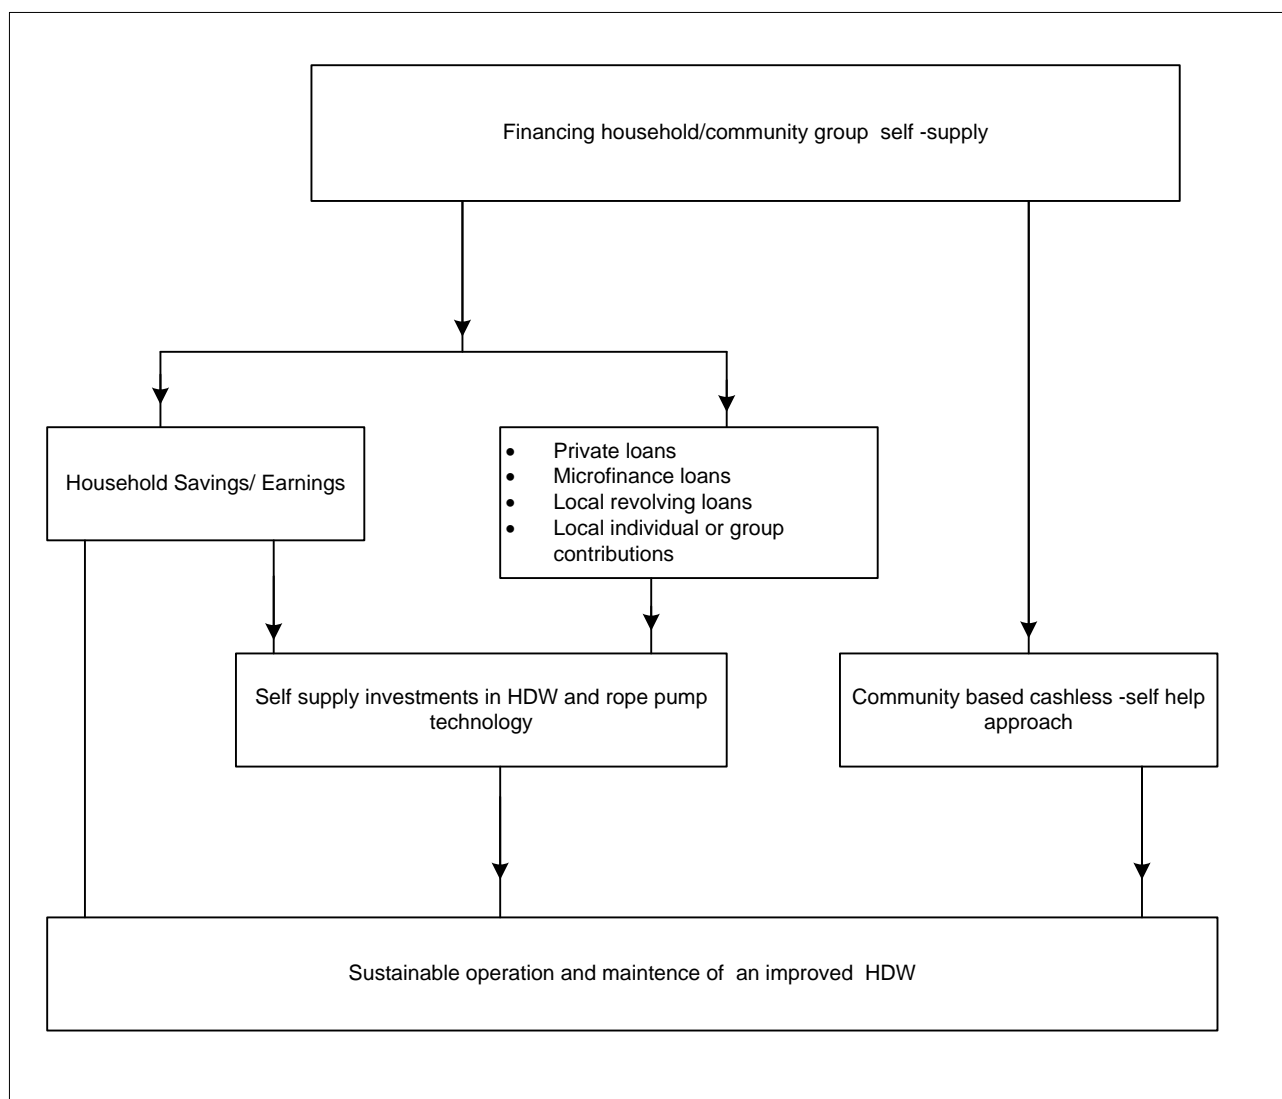 Financing household/community group  self -supply
Household Savings/ Earnings
• Private loans
• Microfinance loans
• Local revolving loans
• Local individual or group
contributions
Self supply investments in HDW and rope pump
technology
Community based cashless -self help
approach
Sustainable operation and maintence of  an improved  HDW